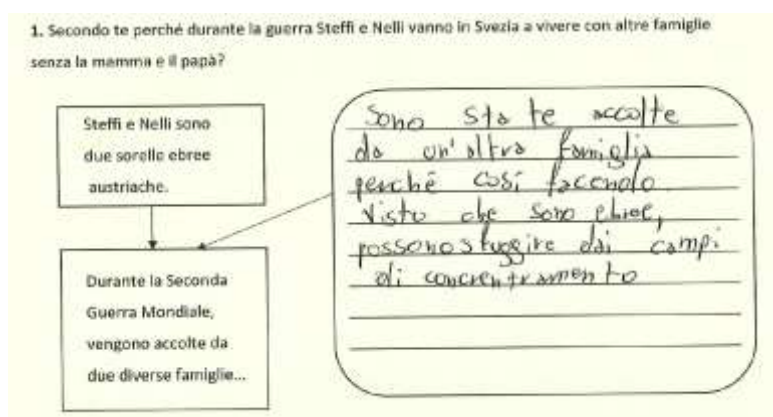 1. Secondo te perché durante la guerra Steffi e Nelli vanno in Svezia a vivere con altre famiglie
senza la mamma e il papà?
Steffi e Nelli sono
due sorelle ebree
austriache.
Durante la Seconda
Guerra Mondiale,
vengono accolte da
due diverse famiglie...
Sono state accolte
da un'altra famiglia
perché così facendo
visto che sono ebree,
possono sfuggire dai campi
di concentramento